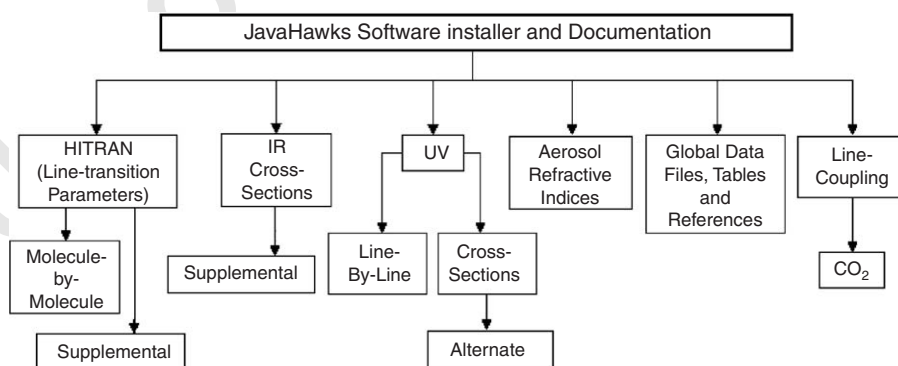 JavaHawks Software installer and Documentation
HITRAN
(Line-transition
Parameters)
IR
Cross-
Sections
UV
Aerosol
Refractive
Indices
Global Data
Files, Tables
and
References
Line-
Coupling
Molecule-
by-
Molecule
Supplemental
Supplemental
Line-
By-Line
Cross-
Sections
Alternate
CO₂